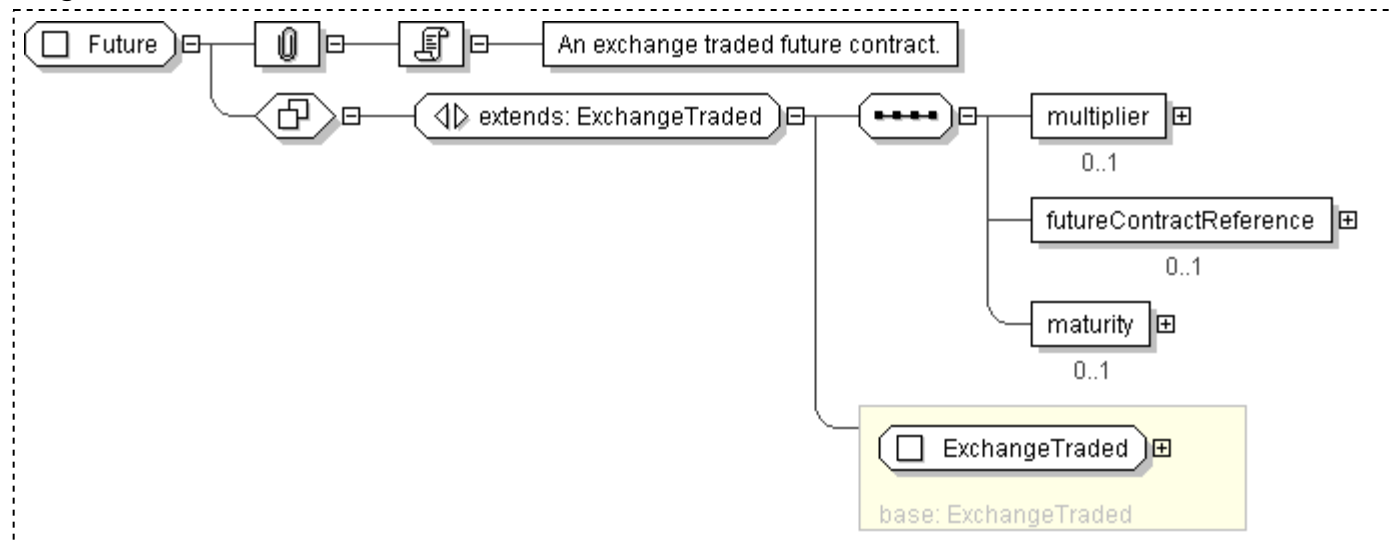 Future
An exchange traded future contract.
extends: ExchangeTraded
multiplier
0..1
futureContractReference
0..1
maturity
0..1
ExchangeTraded
base: ExchangeTraded